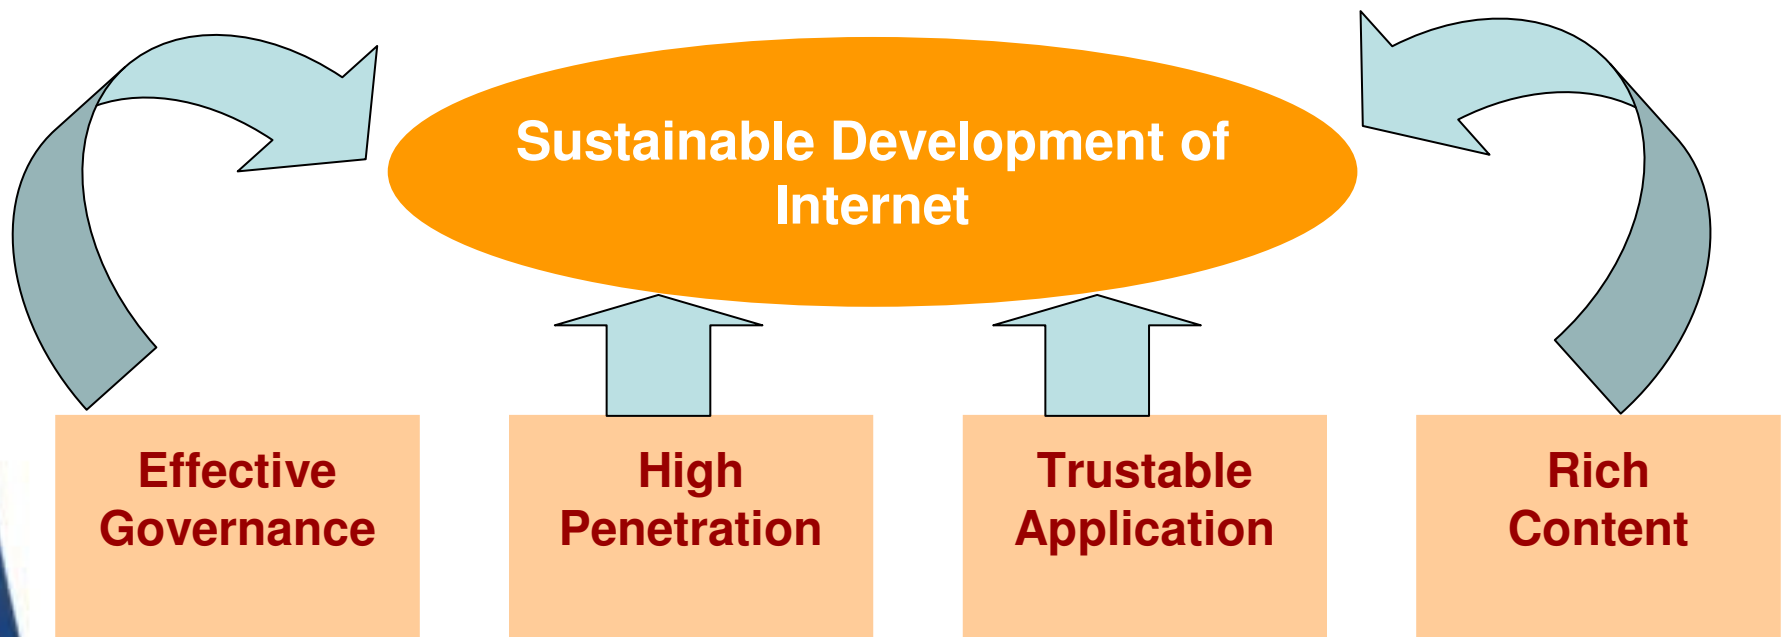 Sustainable Development of
Internet
Effective
Governance
High
Penetration
Trustable
Application
Rich
Content